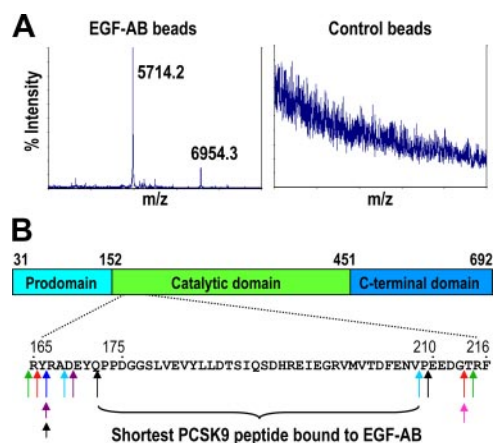 A
EGF-AB beads
Control beads
5714.2
6954.3
% Intensity
m/z
m/z
B
31
152
451
692
Prodomain
Catalytic domain
C-terminal domain
165
175
210
216
RYRADEYQPPDGGSLVEVYLLDTSIQSDHREIEGRVMVTDFENVPEEDGTRF
Shortest PCSK9 peptide bound to EGF-AB